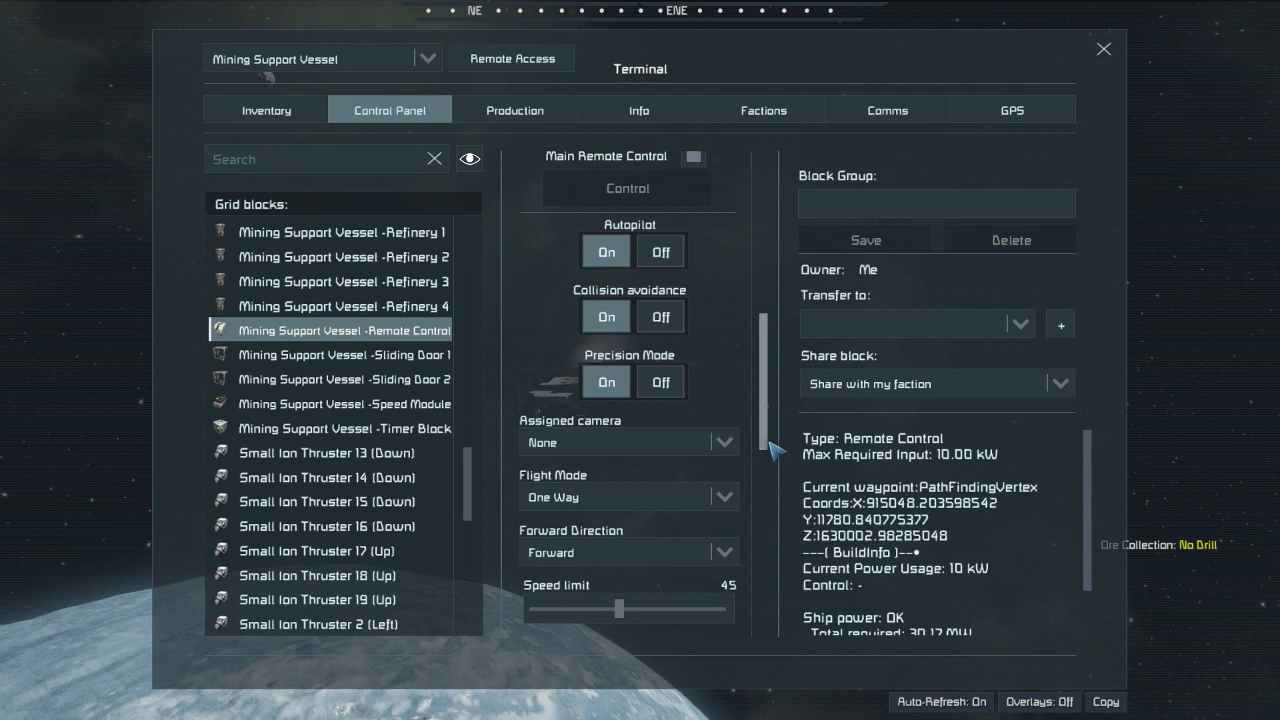 NE
ENE
Mining Support Vessel
Remote Access
Terminal
Inventory
Control Panel
Production
Info
Factions
Comms
GPS
Search
Grid blocks:
Mining Support Vessel -Refinery 1
Mining Support Vessel -Refinery 2
Mining Support Vessel -Refinery 3
Mining Support Vessel -Refinery 4
Mining Support Vessel -Remote Control
Mining Support Vessel -Sliding Door 1
Mining Support Vessel -Sliding Door 2
Mining Support Vessel -Speed Module
Mining Support Vessel -Timer Block
Small Ion Thruster 13 (Down)
Small Ion Thruster 14 (Down)
Small Ion Thruster 15 (Down)
Small Ion Thruster 16 (Down)
Small Ion Thruster 17 (Up)
Small Ion Thruster 18 (Up)
Small Ion Thruster 19 (Up)
Small Ion Thruster 2 (Left)
Main Remote Control
Control
Autopilot
On Off
Collision avoidance
On Off
Precision Mode
On Off
Assigned camera
None
Flight Mode
One Way
Forward Direction
Forward
Speed limit 45
Block Group:
Save Delete
Owner: Me
Transfer to:
+
Share block:
Share with my faction
Type: Remote Control
Max Required Input: 10.00 kW
Current waypoint:PathFindingVertex
Coords:X:915048.203598542
Y:11780.840775377
Z:1630002.98285048
---( BuildInfo )--•
Current Power Usage: 10 kW
Control: -
Ship power: OK
Total required: 30.17 MW
Ore Collection: No Drill
Auto-Refresh: On
Overlays: Off
Copy